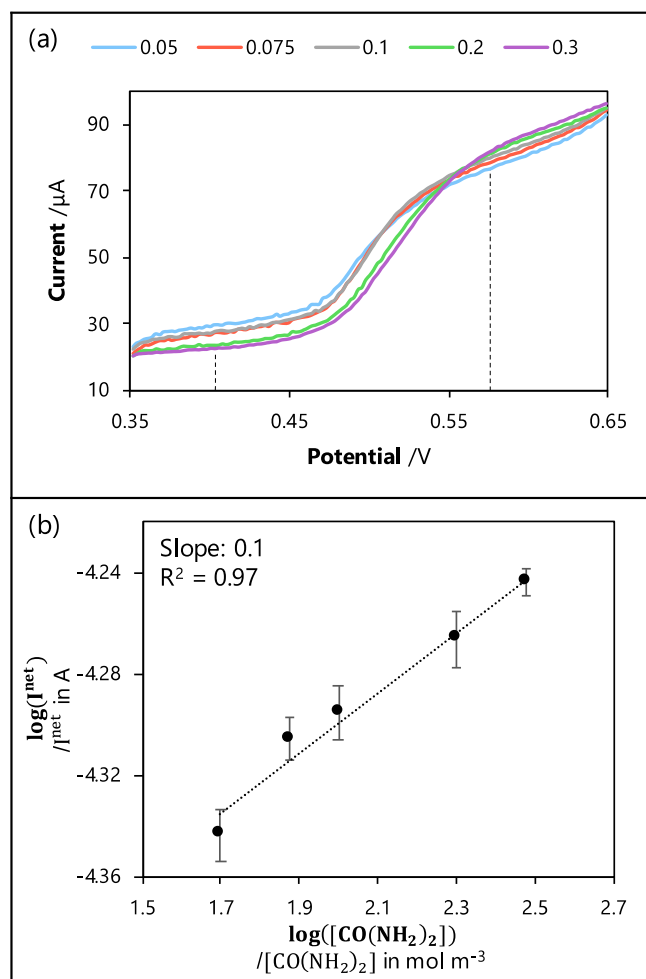 (a)
0.05 0.075 0.1 0.2 0.3
90
70
50
30
10
Current /µA
0.35 0.45 0.55 0.65
Potential /V
(b)
Slope: 0.1
R² = 0.97
-4.24
-4.28
-4.32
-4.36
log(Iⁿᵉᵗ)
/Iⁿᵉᵗ in A
1.5 1.7 1.9 2.1 2.3 2.5 2.7
log([CO(NH₂)₂])
/[CO(NH₂)₂] in mol m⁻³